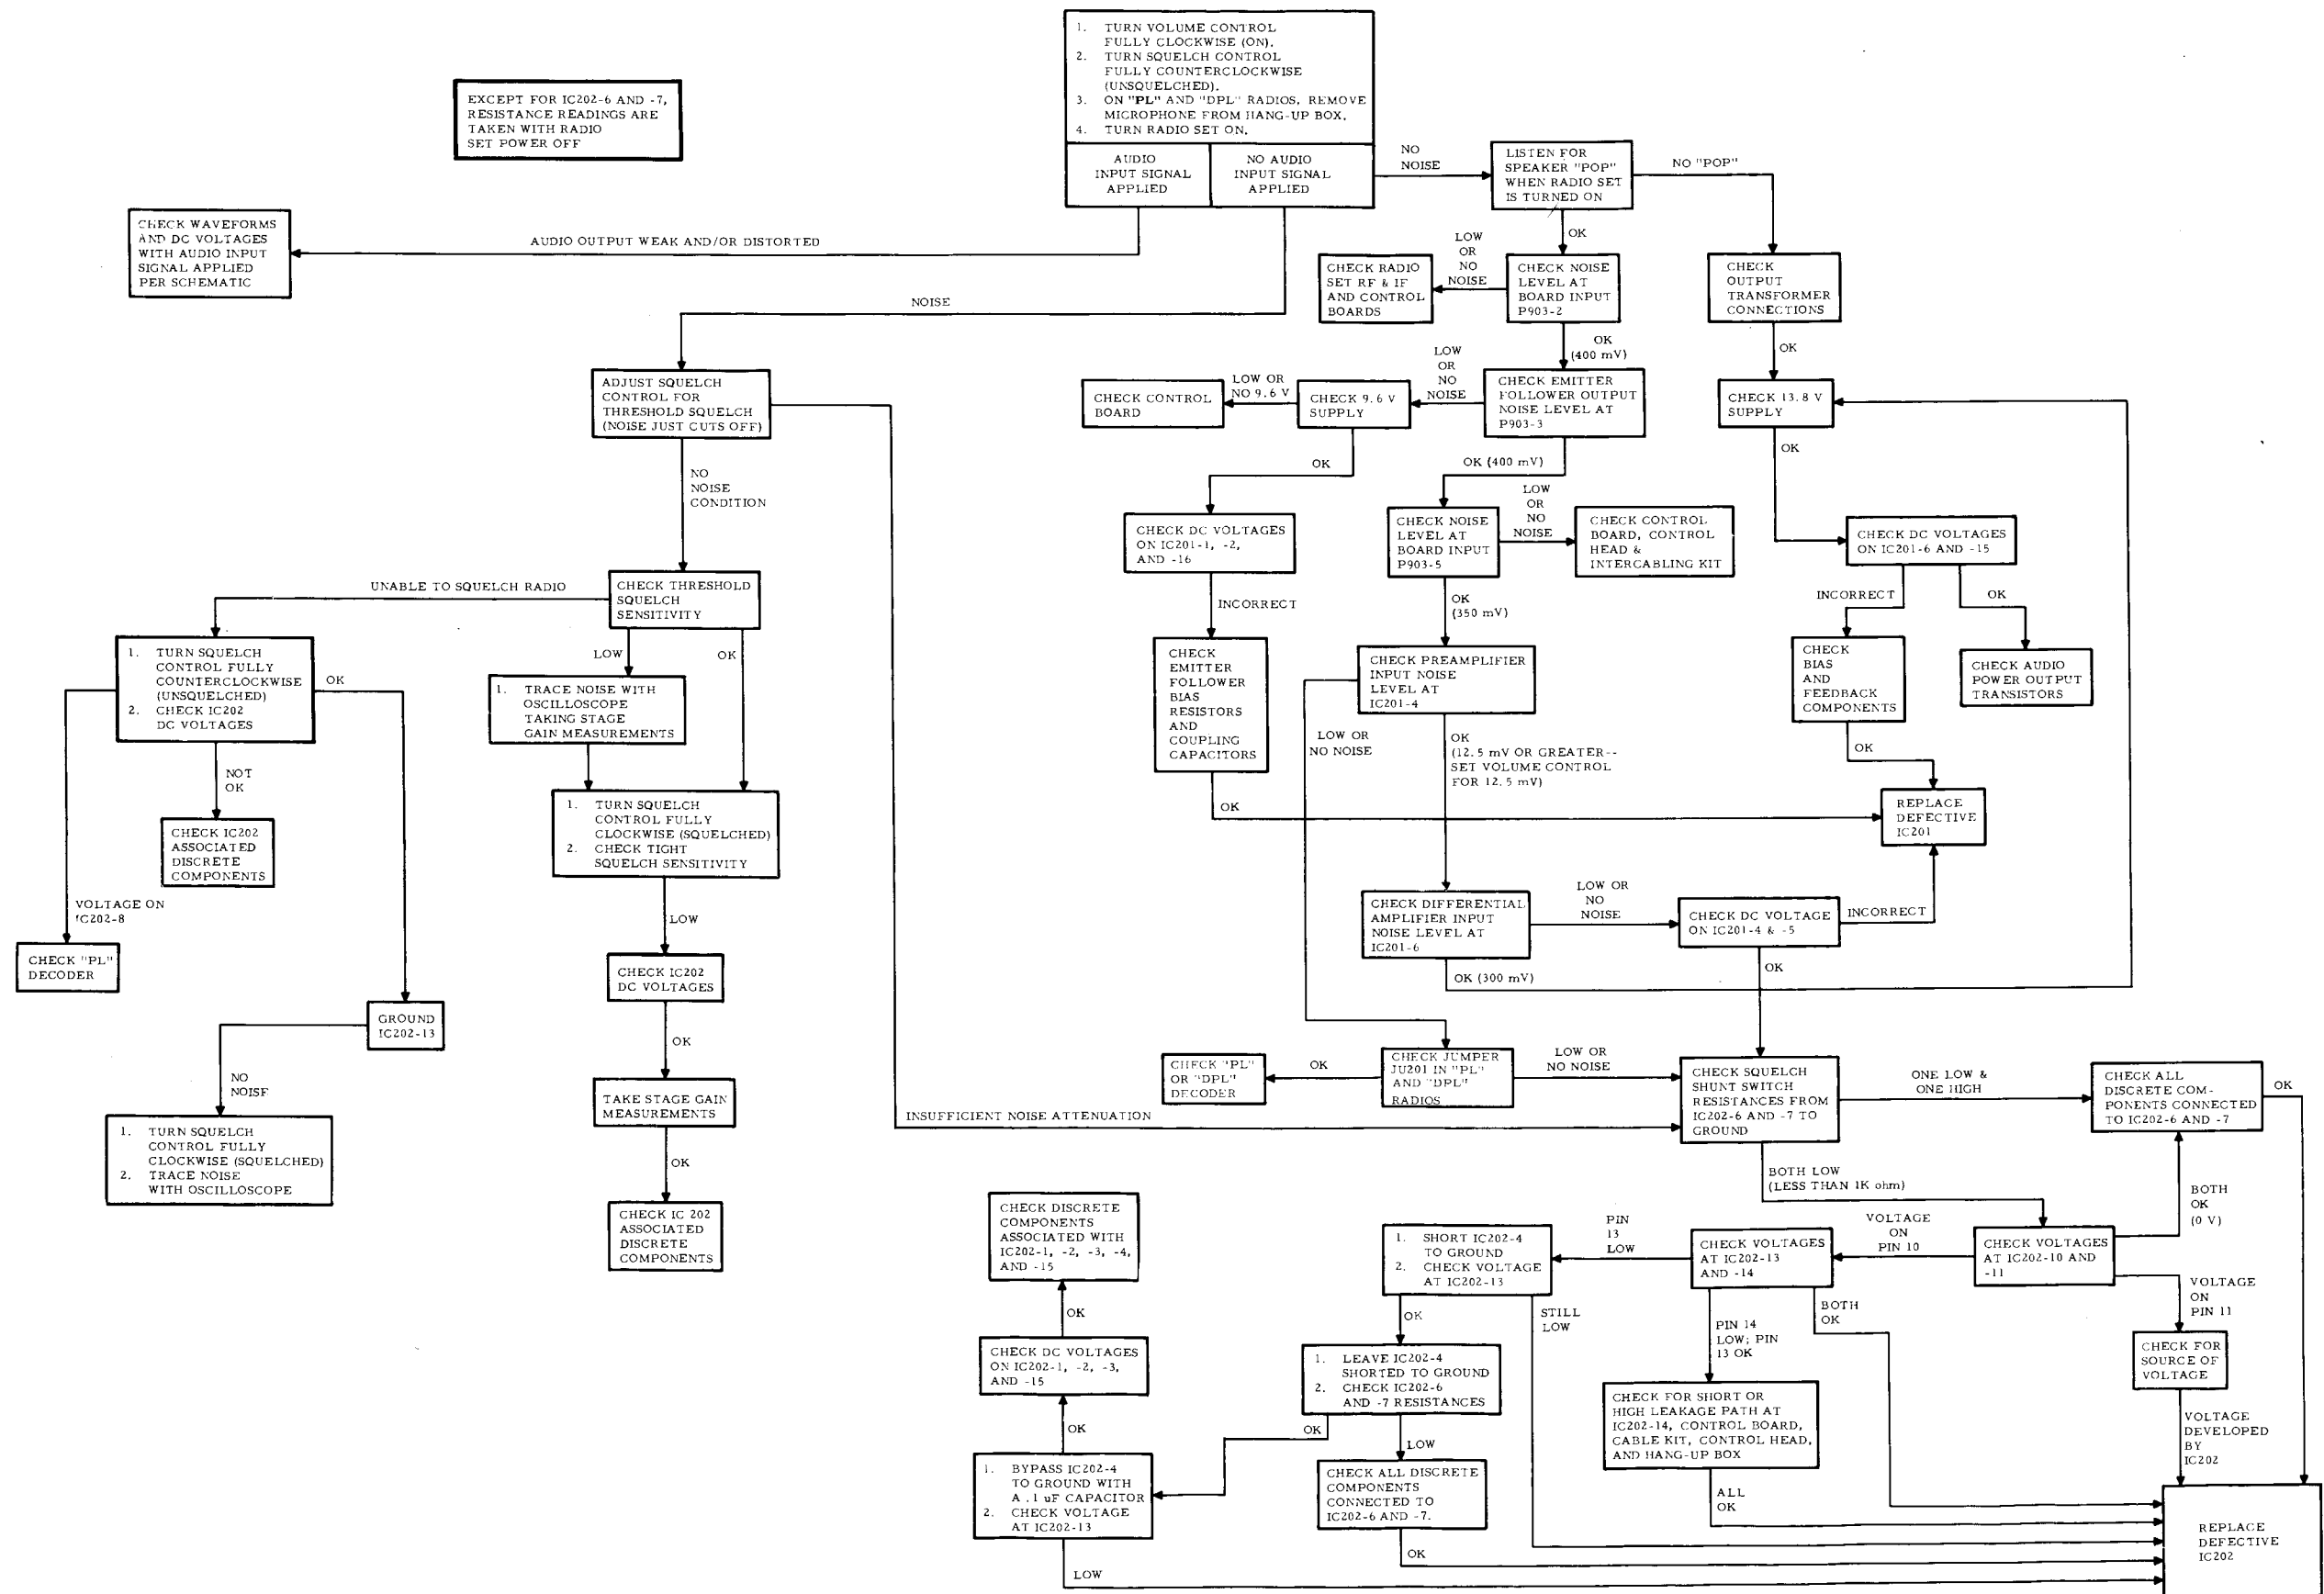 1. TURN VOLUME CONTROL
FULLY CLOCKWISE (ON).
2. TURN SQUELCH CONTROL
FULLY COUNTERCLOCKWISE
(UNSQUELCHED).
3. ON "PL" AND "DPL" RADIOS, REMOVE
MICROPHONE FROM HANG-UP BOX.
4. TURN RADIO SET ON.
AUDIO
INPUT SIGNAL
APPLIED
NO AUDIO
INPUT SIGNAL
APPLIED
EXCEPT FOR IC202-6 AND -7,
RESISTANCE READINGS ARE
TAKEN WITH RADIO
SET POWER OFF
NO
NOISE
LISTEN FOR
SPEAKER "POP"
WHEN RADIO SET
IS TURNED ON
NO "POP"
CHECK WAVEFORMS
AND DC VOLTAGES
WITH AUDIO INPUT
SIGNAL APPLIED
PER SCHEMATIC
AUDIO OUTPUT WEAK AND/OR DISTORTED
NOISE
OK
LOW
OR
NO
NOISE
CHECK RADIO
SET RF & IF
AND CONTROL
BOARDS
CHECK NOISE
LEVEL AT
BOARD INPUT
P903-2
CHECK
OUTPUT
TRANSFORMER
CONNECTIONS
OK
(400 mV)
OK
ADJUST SQUELCH
CONTROL FOR
THRESHOLD SQUELCH
(NOISE JUST CUTS OFF)
CHECK CONTROL
BOARD
LOW OR
NO 9.6 V
CHECK 9.6 V
SUPPLY
LOW
OR
NO
NOISE
CHECK EMITTER
FOLLOWER OUTPUT
NOISE LEVEL AT
P903-3
CHECK 13.8 V
SUPPLY
NO
NOISE
CONDITION
OK
OK (400 mV)
OK
CHECK DC VOLTAGES
ON IC201-1, -2,
AND -16
CHECK NOISE
LEVEL AT
BOARD INPUT
P903-5
LOW
OR
NO
NOISE
CHECK CONTROL
BOARD, CONTROL
HEAD &
INTERCABLING KIT
CHECK DC VOLTAGES
ON IC201-6 AND -15
UNABLE TO SQUELCH RADIO
CHECK THRESHOLD
SQUELCH
SENSITIVITY
INCORRECT
OK
(350 mV)
INCORRECT
OK
1. TURN SQUELCH
CONTROL FULLY
COUNTERCLOCKWISE
(UNSQUELCHED)
2. CHECK IC202
DC VOLTAGES
OK
LOW
OK
1. TRACE NOISE WITH
OSCILLOSCOPE
TAKING STAGE
GAIN MEASUREMENTS
CHECK
EMITTER
FOLLOWER
BIAS
RESISTORS
AND
COUPLING
CAPACITORS
CHECK PREAMPLIFIER
INPUT NOISE
LEVEL AT
IC201-4
CHECK
BIAS
AND
FEEDBACK
COMPONENTS
CHECK AUDIO
POWER OUTPUT
TRANSISTORS
NOT
OK
LOW OR
NO NOISE
OK
(12.5 mV OR GREATER--
SET VOLUME CONTROL
FOR 12.5 mV)
OK
CHECK IC202
ASSOCIATED
DISCRETE
COMPONENTS
1. TURN SQUELCH
CONTROL FULLY
CLOCKWISE (SQUELCHED)
2. CHECK TIGHT
SQUELCH SENSITIVITY
OK
REPLACE
DEFECTIVE
IC201
VOLTAGE ON
IC202-8
LOW
CHECK DIFFERENTIAL
AMPLIFIER INPUT
NOISE LEVEL AT
IC201-6
LOW OR
NO
NOISE
CHECK DC VOLTAGE
ON IC201-4 & -5
INCORRECT
CHECK "PL"
DECODER
CHECK IC202
DC VOLTAGES
OK (300 mV)
OK
GROUND
IC202-13
OK
CHECK "PL"
OR "DPL"
DECODER
OK
CHECK JUMPER
JU201 IN "PL"
AND "DPL"
RADIOS
LOW OR
NO NOISE
CHECK SQUELCH
SHUNT SWITCH
RESISTANCES FROM
IC202-6 AND -7 TO
GROUND
ONE LOW &
ONE HIGH
CHECK ALL
DISCRETE COM-
PONENTS CONNECTED
TO IC202-6 AND -7
OK
NO
NOISE
TAKE STAGE GAIN
MEASUREMENTS
INSUFFICIENT NOISE ATTENUATION
1. TURN SQUELCH
CONTROL FULLY
CLOCKWISE (SQUELCHED)
2. TRACE NOISE
WITH OSCILLOSCOPE
OK
BOTH LOW
(LESS THAN 1K ohm)
BOTH
OK
(0 V)
CHECK IC 202
ASSOCIATED
DISCRETE
COMPONENTS
CHECK DISCRETE
COMPONENTS
ASSOCIATED WITH
IC202-1, -2, -3, -4,
AND -15
1. SHORT IC202-4
TO GROUND
2. CHECK VOLTAGE
AT IC202-13
PIN
13
LOW
CHECK VOLTAGES
AT IC202-13
AND -14
VOLTAGE
ON
PIN 10
CHECK VOLTAGES
AT IC202-10 AND
-11
VOLTAGE
ON
PIN 11
OK
OK
STILL
LOW
PIN 14
LOW; PIN
13 OK
BOTH
OK
CHECK DC VOLTAGES
ON IC202-1, -2, -3,
AND -15
1. LEAVE IC202-4
SHORTED TO GROUND
2. CHECK IC202-6
AND -7 RESISTANCES
CHECK FOR
SOURCE OF
VOLTAGE
CHECK FOR SHORT OR
HIGH LEAKAGE PATH AT
IC202-14, CONTROL BOARD,
CABLE KIT, CONTROL HEAD,
AND HANG-UP BOX
OK
OK
LOW
VOLTAGE
DEVELOPED
BY
IC202
1. BYPASS IC202-4
TO GROUND WITH
A .1 uF CAPACITOR
2. CHECK VOLTAGE
AT IC202-13
CHECK ALL DISCRETE
COMPONENTS
CONNECTED TO
IC202-6 AND -7.
ALL
OK
REPLACE
DEFECTIVE
IC202
OK
LOW